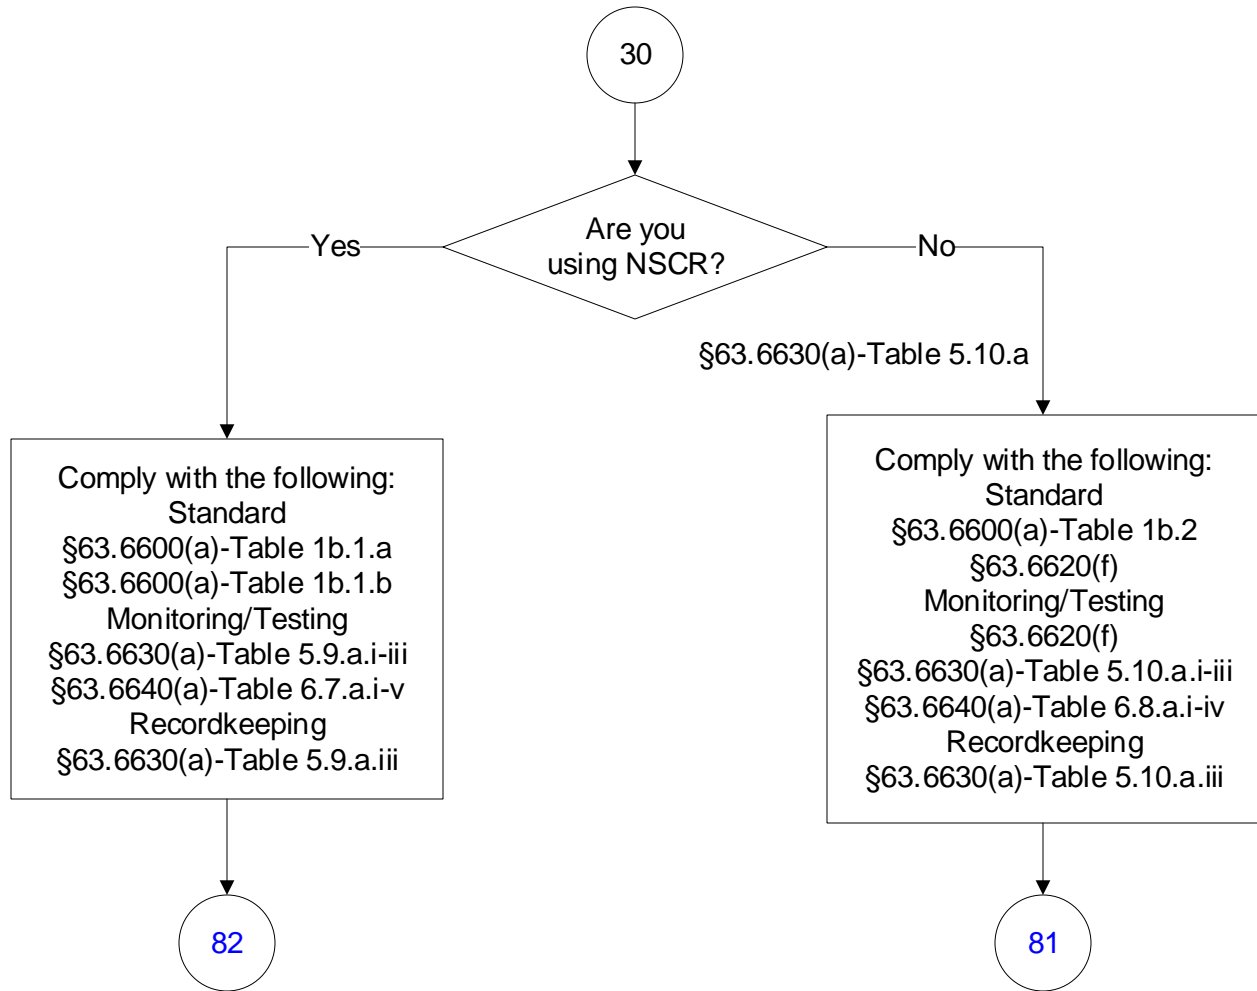 30
Are you
using NSCR?
Yes
No
§63.6630(a)-Table 5.10.a
Comply with the following:
Standard
§63.6600(a)-Table 1b.1.a
§63.6600(a)-Table 1b.1.b
Monitoring/Testing
§63.6630(a)-Table 5.9.a.i-iii
§63.6640(a)-Table 6.7.a.i-v
Recordkeeping
§63.6630(a)-Table 5.9.a.iii
Comply with the following:
Standard
§63.6600(a)-Table 1b.2
§63.6620(f)
Monitoring/Testing
§63.6620(f)
§63.6630(a)-Table 5.10.a.i-iii
§63.6640(a)-Table 6.8.a.i-iv
Recordkeeping
§63.6630(a)-Table 5.10.a.iii
82
81